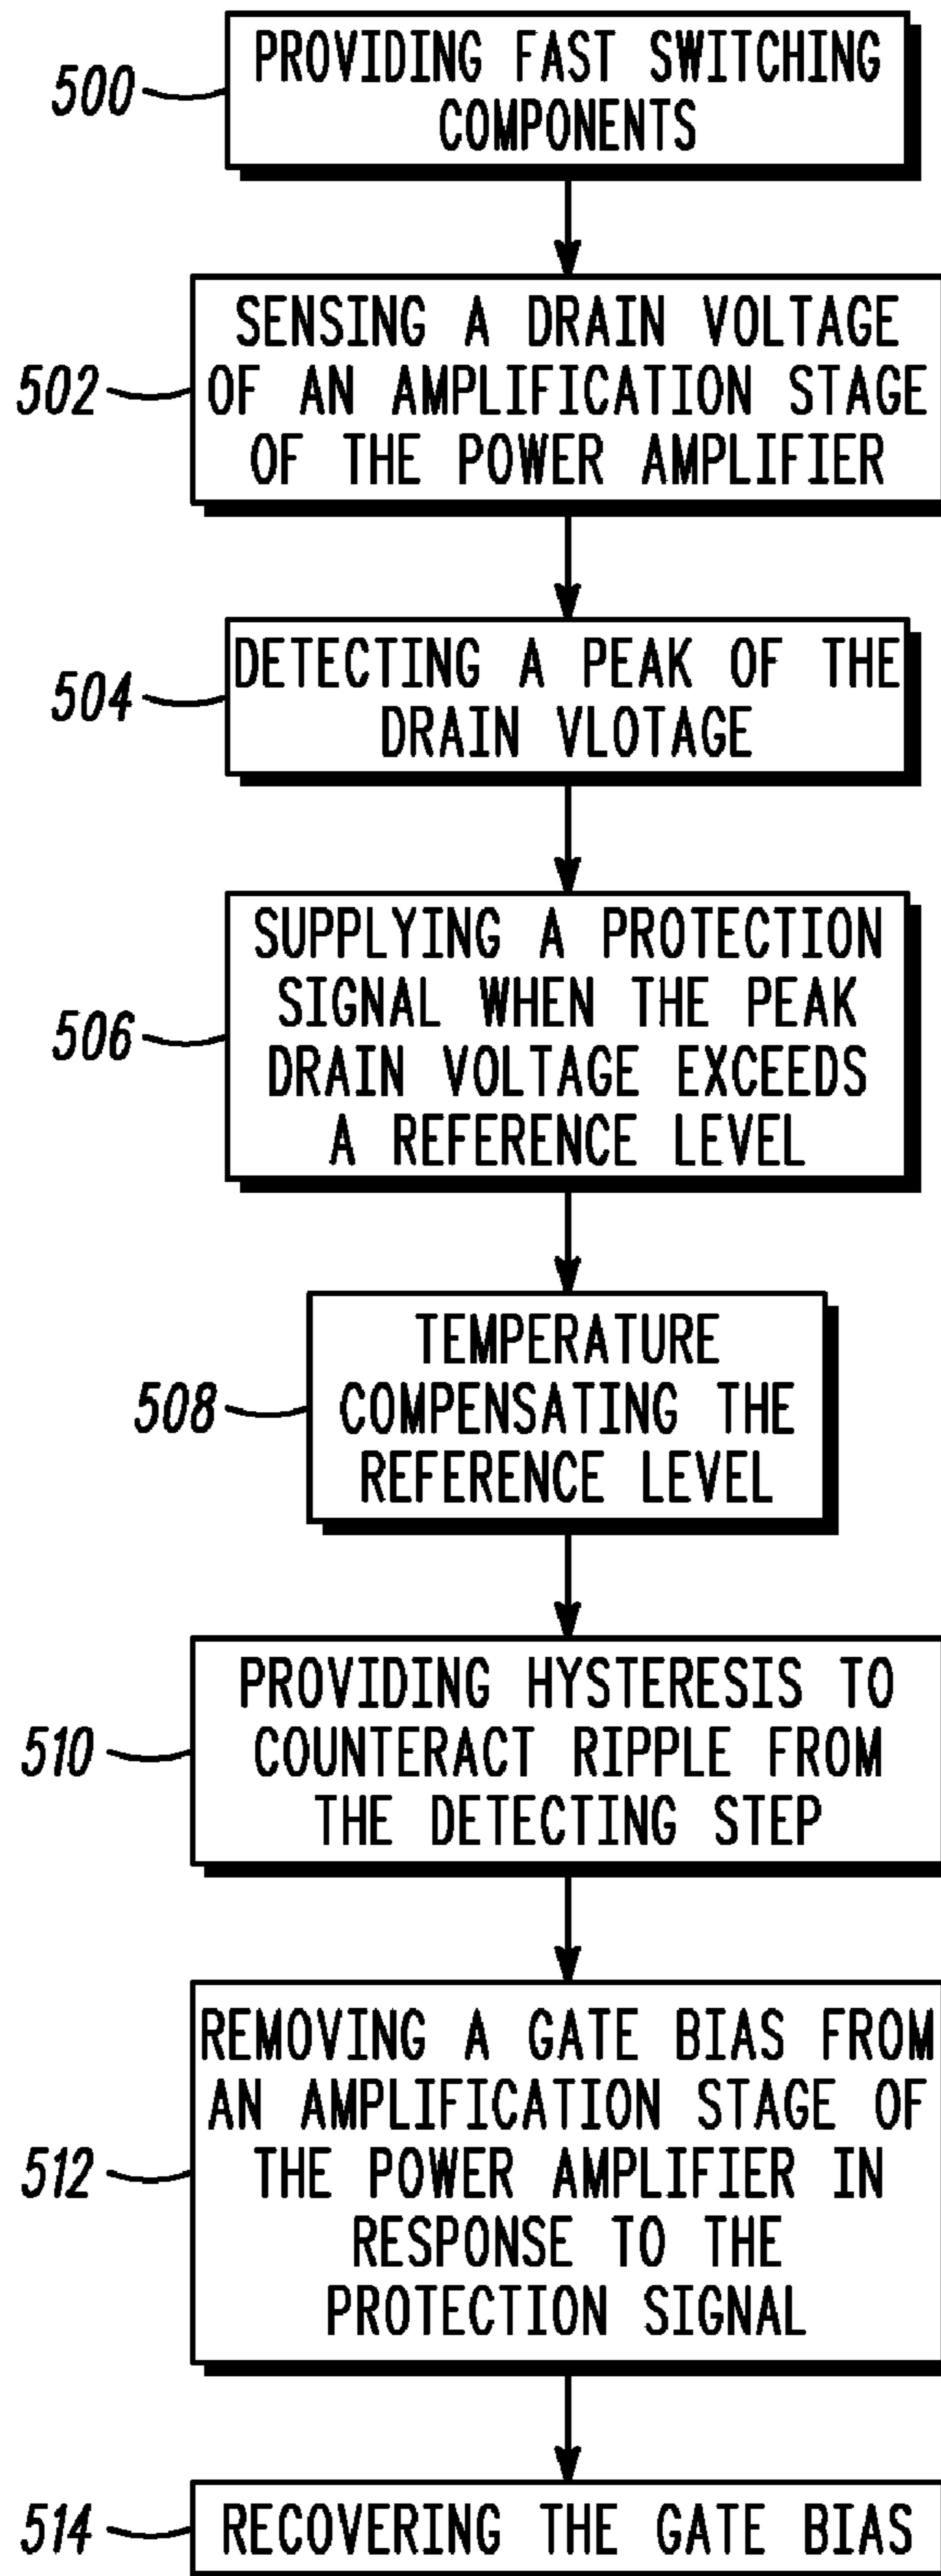 500
PROVIDING FAST SWITCHING
COMPONENTS
502
SENSING A DRAIN VOLTAGE
OF AN AMPLIFICATION STAGE
OF THE POWER AMPLIFIER
504
DETECTING A PEAK OF THE
DRAIN VLOTAGE
506
SUPPLYING A PROTECTION
SIGNAL WHEN THE PEAK
DRAIN VOLTAGE EXCEEDS
A REFERENCE LEVEL
508
TEMPERATURE
COMPENSATING THE
REFERENCE LEVEL
510
PROVIDING HYSTERESIS TO
COUNTERACT RIPPLE FROM
THE DETECTING STEP
512
REMOVING A GATE BIAS FROM
AN AMPLIFICATION STAGE OF
THE POWER AMPLIFIER IN
RESPONSE TO THE
PROTECTION SIGNAL
514
RECOVERING THE GATE BIAS